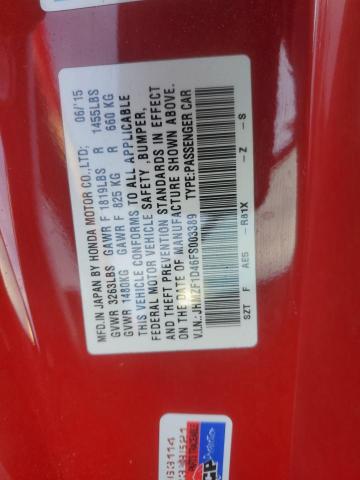 MFD.IN JAPAN BY HONDA MOTOR CO.,LTD; 06/'15
GVWR 3263LBS GAWR F 1819LBS R 1455LBS
GVWR 1480KG GAWR F 825 KG R 660 KG
THIS VEHICLE CONFORMS TO ALL APPLICABLE
FEDERAL MOTOR VEHICLE SAFETY ,BUMPER,
AND THEFT PREVENTION STANDARDS IN EFFECT
ON THE DATE OF MANUFACTURE SHOWN ABOVE.
V.I.N.:JHMZF1D46FS003389 TYPE:PASSENGER CAR
SZT F AES -R81X -Z -S